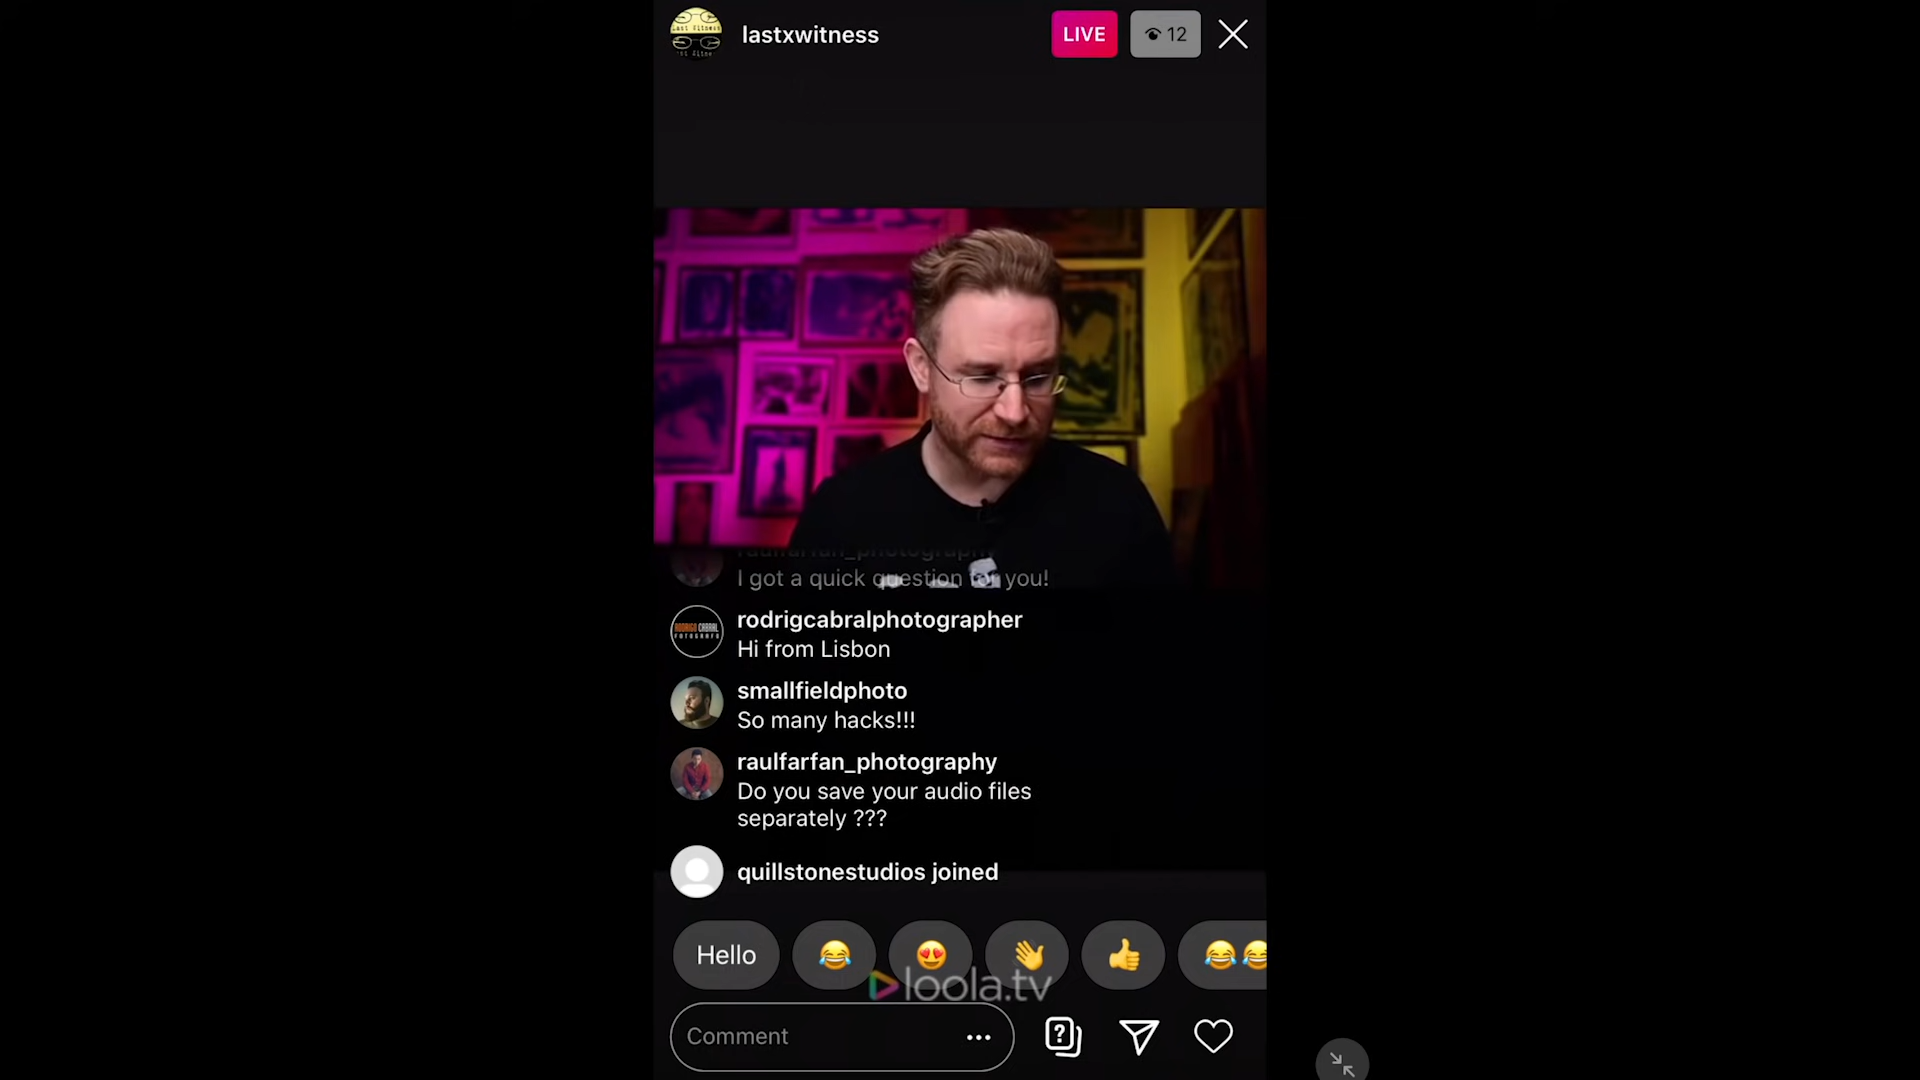 lastxwitness
LIVE
12
raulfarfan_photography
I got a quick question for you!
rodrigcabralphotographer
Hi from Lisbon
smallfieldphoto
So many hacks!!!
raulfarfan_photography
Do you save your audio files
separately ???
quillstonestudios joined
Hello
loola.tv
Comment